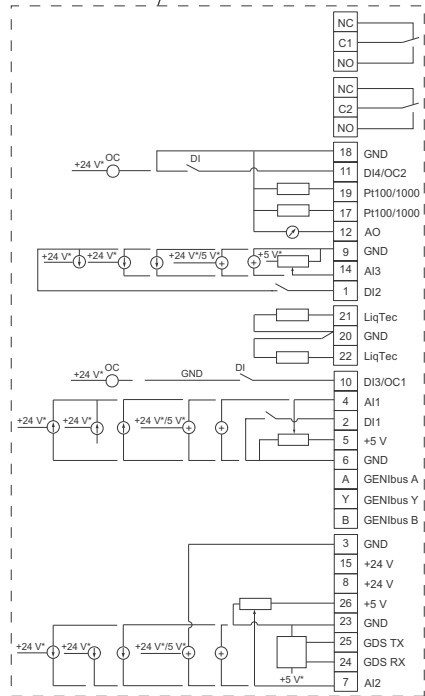 NC
C1
NO
NC
C2
NO
18 GND
+24 V* OC DI 11 DI4/OC2
19 Pt100/1000
17 Pt100/1000
12 AO
9 GND
+24 V* +24 V* +24 V*/5 V* +5 V*
14 AI3
1 DI2
21 LiqTec
20 GND
22 LiqTec
+24 V* OC GND DI 10 DI3/OC1
4 AI1
+24 V* +24 V* +24 V*/5 V* 2 DI1
5 +5 V
6 GND
A GENIbus A
Y GENIbus Y
B GENIbus B
3 GND
15 +24 V
8 +24 V
26 +5 V
23 GND
25 GDS TX
+24 V* +24 V* +24 V*/5 V* 24 GDS RX
+5 V* 7 AI2